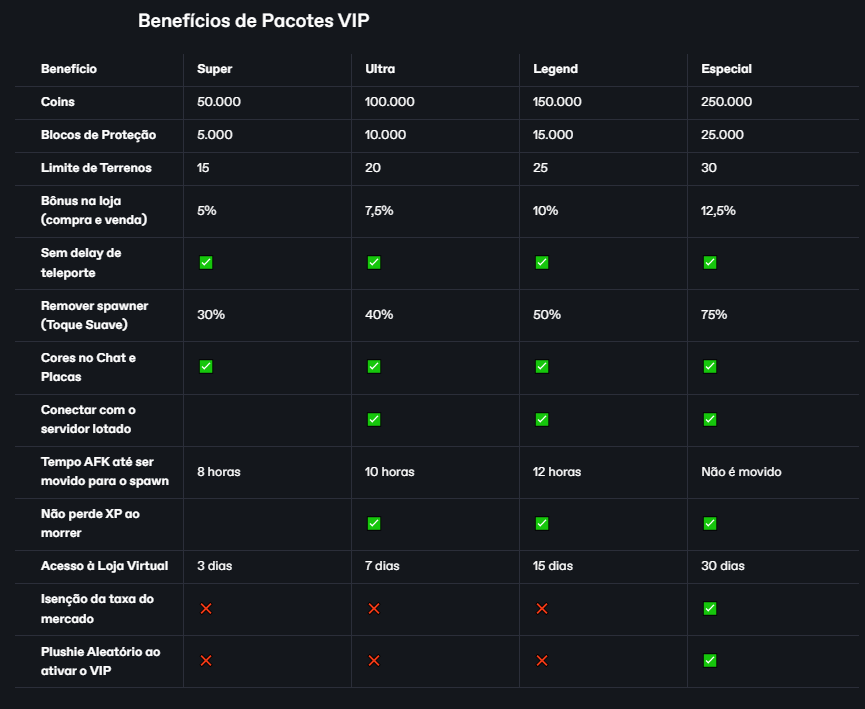 Benefícios de Pacotes VIP
Benefício Super Ultra Legend Especial
Coins 50.000 100.000 150.000 250.000
Blocos de Proteção 5.000 10.000 15.000 25.000
Limite de Terrenos 15 20 25 30
Bônus na loja
(compra e venda) 5% 7,5% 10% 12,5%
Sem delay de
teleporte ✅ ✅ ✅ ✅
Remover spawner
(Toque Suave) 30% 40% 50% 75%
Cores no Chat e
Placas ✅ ✅ ✅ ✅
Conectar com o
servidor lotado ✅ ✅ ✅
Tempo AFK até ser
movido para o spawn 8 horas 10 horas 12 horas Não é movido
Não perde XP ao
morrer ✅ ✅ ✅
Acesso à Loja Virtual 3 dias 7 dias 15 dias 30 dias
Isenção da taxa do
mercado ❌ ❌ ❌ ✅
Plushie Aleatório ao
ativar o VIP ❌ ❌ ❌ ✅